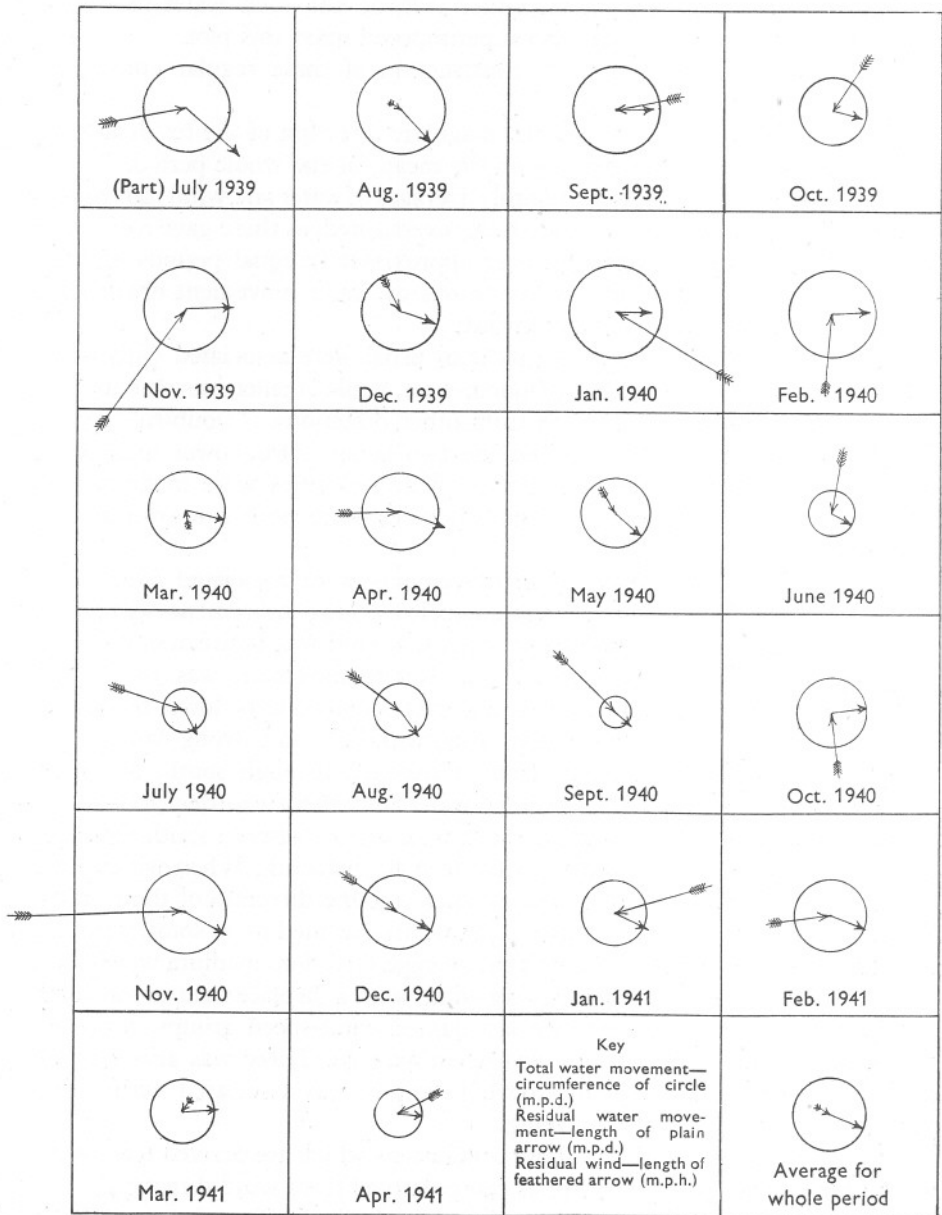 (Part) July 1939
Aug. 1939
Sept. 1939
Oct. 1939
Nov. 1939
Dec. 1939
Jan. 1940
Feb. 1940
Mar. 1940
Apr. 1940
May 1940
June 1940
July 1940
Aug. 1940
Sept. 1940
Oct. 1940
Nov. 1940
Dec. 1940
Jan. 1941
Feb. 1941
Mar. 1941
Apr. 1941
Key
Total water movement—
circumference of circle
(m.p.d.)
Residual water move-
ment—length of plain
arrow (m.p.d.)
Residual wind—length of
feathered arrow (m.p.h.)
Average for
whole period